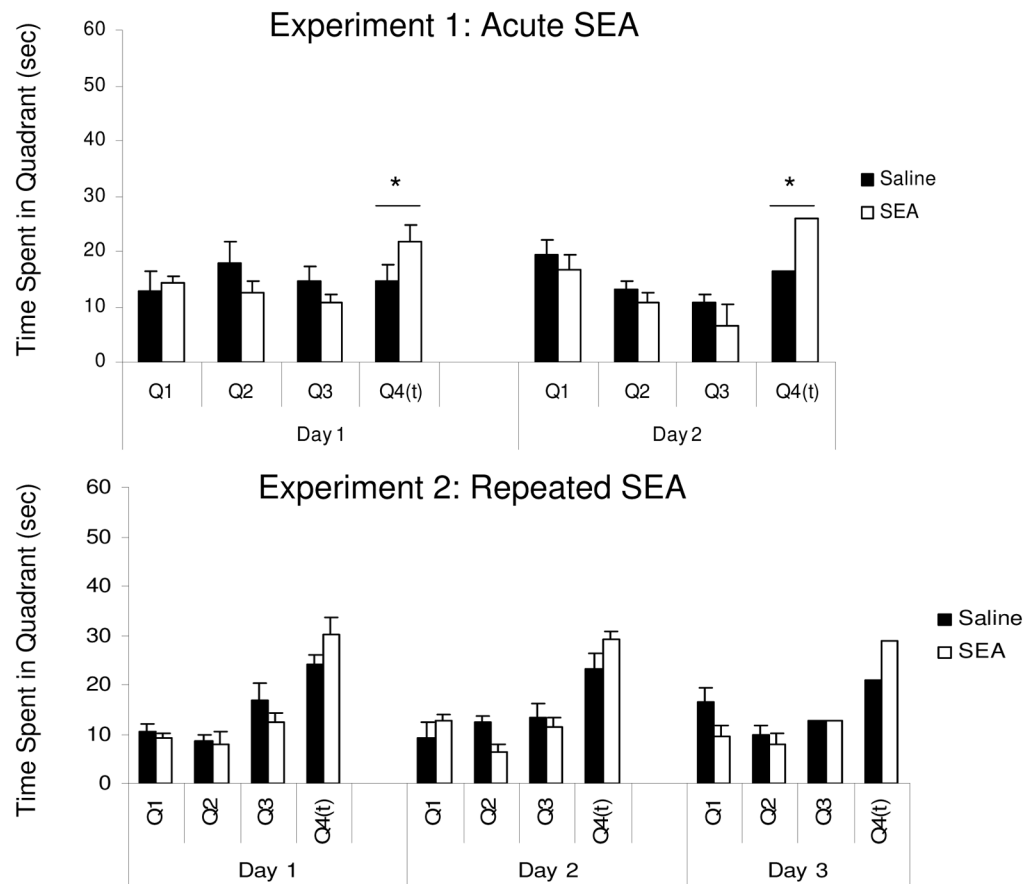 Experiment 1: Acute SEA
Time Spent in Quadrant (sec)
60
50
40
30
20
10
0
* *
Saline
SEA
Q1 Q2 Q3 Q4(t) Q1 Q2 Q3 Q4(t)
Day 1 Day 2
Experiment 2: Repeated SEA
Time Spent in Quadrant (sec)
60
50
40
30
20
10
0
Saline
SEA
Q1 Q2 Q3 Q4(t) Q1 Q2 Q3 Q4(t) Q1 Q2 Q3 Q4(t)
Day 1 Day 2 Day 3